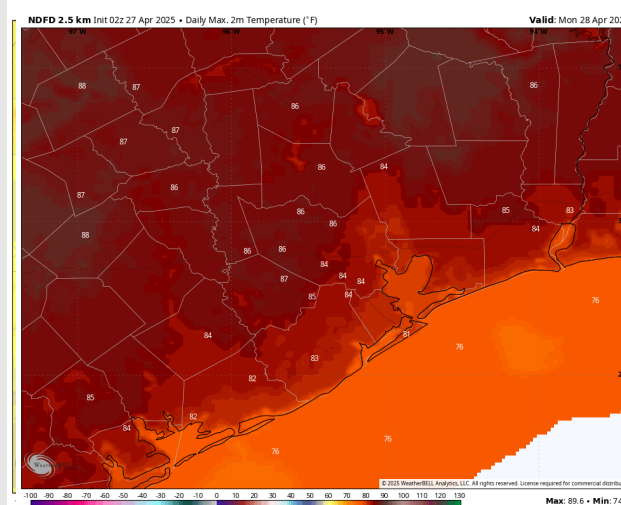 NDFD 2.5 km Init 02z 27 Apr 2025 • Daily Max. 2m Temperature (°F) Valid: Mon 28 Apr 202
97°W 96°W 95°W 94°W
88 87 86
86
87
87
86 84
87 86
86 85 83
86 84
88
86 86
84
87 84 84
85 84
84 81 76
83 76
82
85
82
84
76
76
© 2025 WeatherBELL Analytics, LLC. All rights reserved. License required for commercial distribu
-100 -90 -80 -70 -60 -50 -40 -30 -20 -10 0 10 20 30 40 50 60 70 80 90 100 110 120 130
Max: 89.6 • Min: 74